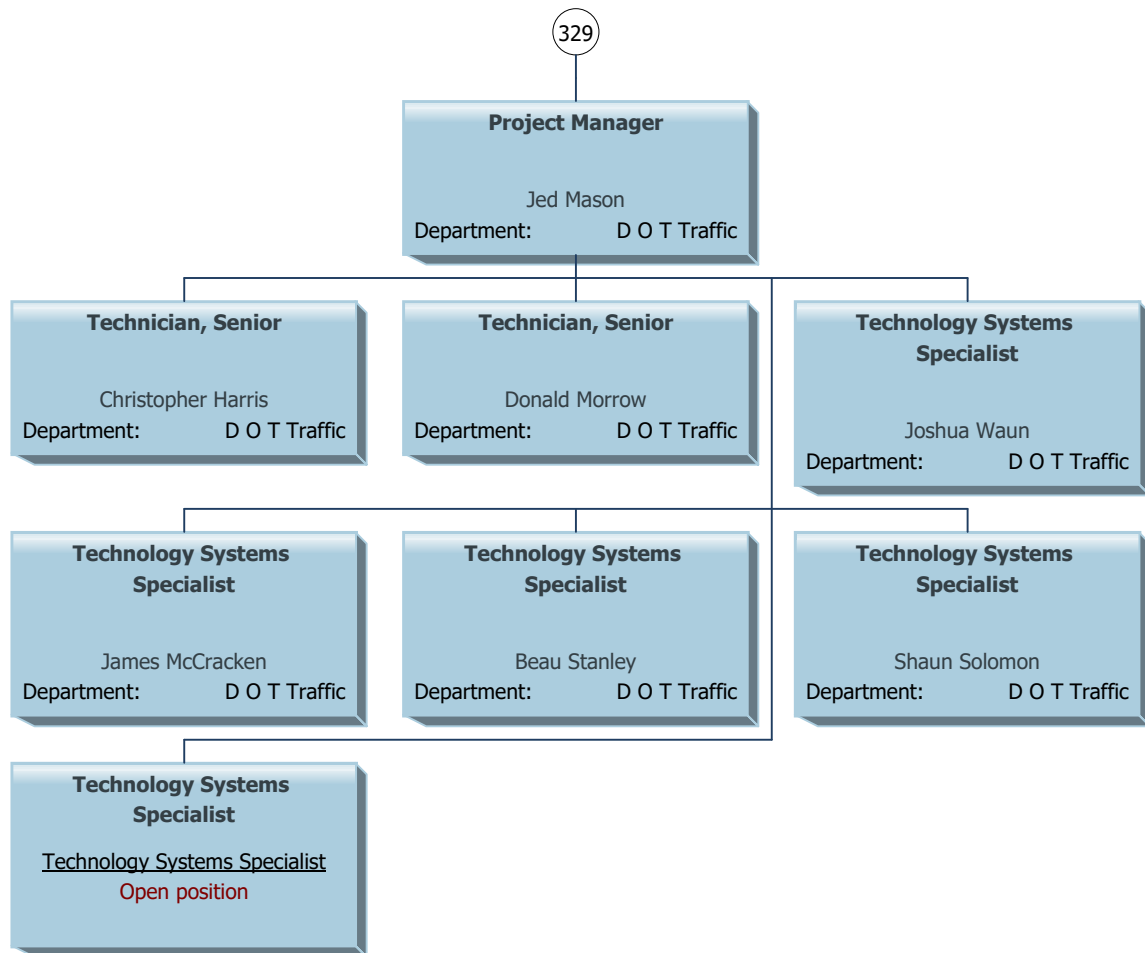 329
Project Manager
Jed Mason
Department: D O T Traffic
Technician, Senior
Christopher Harris
Department: D O T Traffic
Technician, Senior
Donald Morrow
Department: D O T Traffic
Technology Systems
Specialist
Joshua Waun
Department: D O T Traffic
Technology Systems
Specialist
James McCracken
Department: D O T Traffic
Technology Systems
Specialist
Beau Stanley
Department: D O T Traffic
Technology Systems
Specialist
Shaun Solomon
Department: D O T Traffic
Technology Systems
Specialist
Technology Systems Specialist
Open position